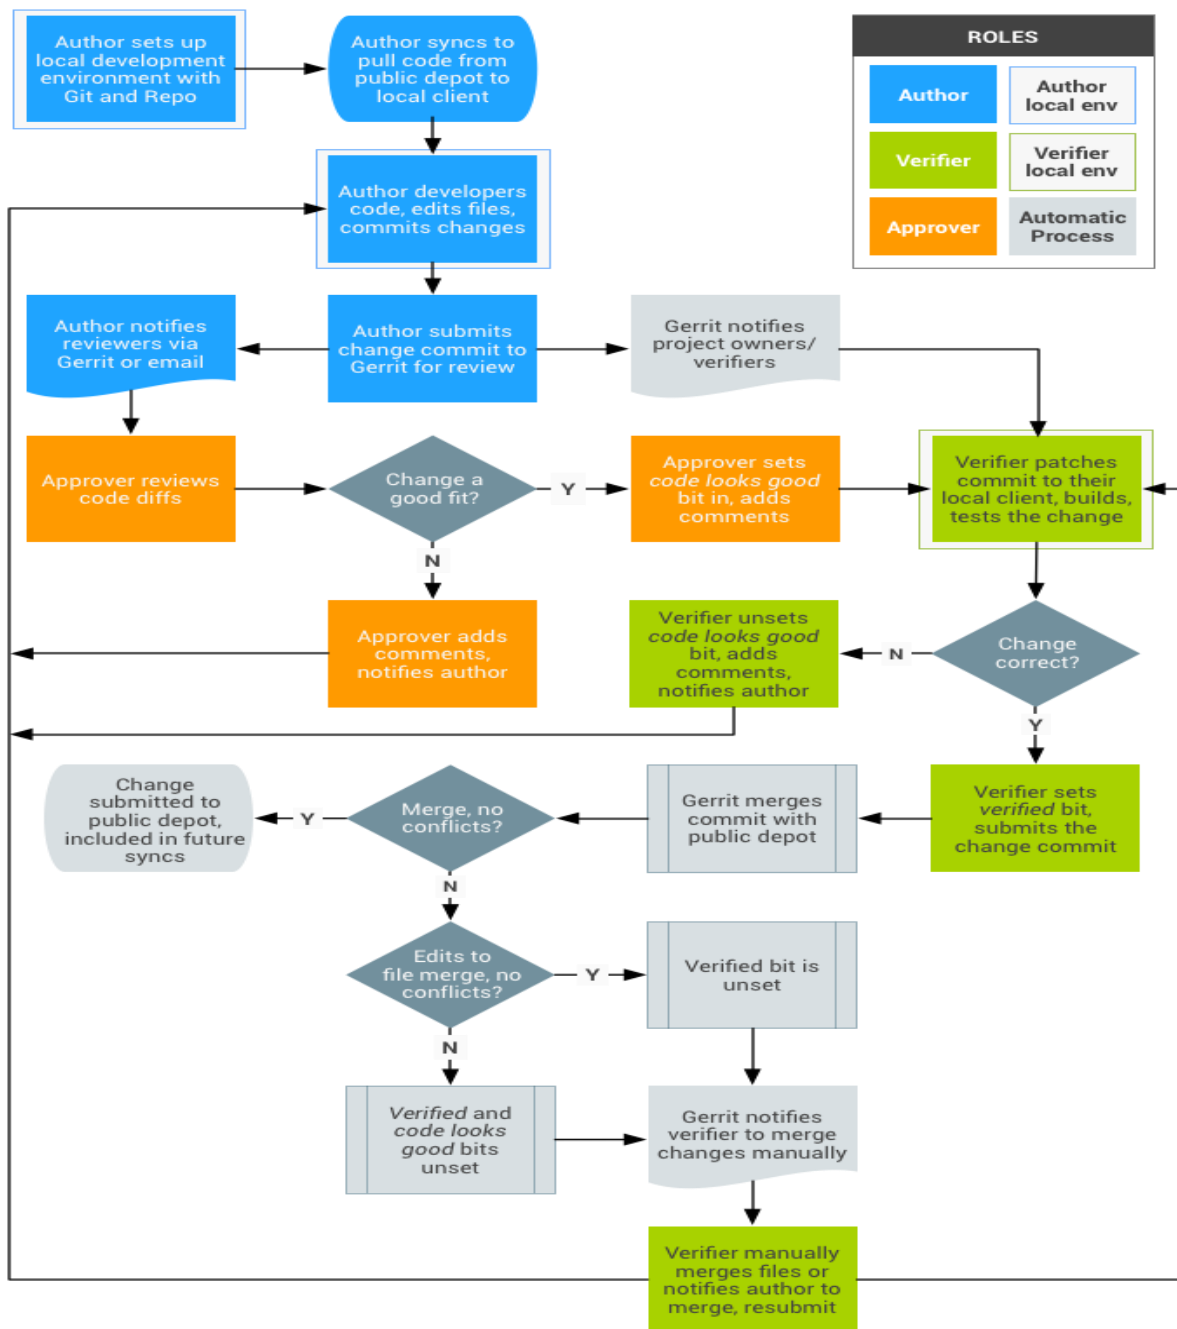 Author sets up
local development
environment with
Git and Repo
Author syncs to
pull code from
public depot to
local client
ROLES
Author
Author
local env
Verifier
Verifier
local env
Approver
Automatic
Process
Author developers
code, edits files,
commits changes
Author notifies
reviewers via
Gerrit or email
Author submits
change commit to
Gerrit for review
Gerrit notifies
project owners/
verifiers
Approver reviews
code diffs
Change a
good fit?
Y
Approver sets
code looks good
bit in, adds
comments
Verifier patches
commit to their
local client, builds,
tests the change
N
Approver adds
comments,
notifies author
Verifier unsets
code looks good
bit, adds
comments,
notifies author
N
Change
correct?
Y
Change
submitted to
public depot,
included in future
syncs
Y
Merge, no
conflicts?
Gerrit merges
commit with
public depot
Verifier sets
verified bit,
submits the
change commit
N
Edits to
file merge, no
conflicts?
Y
Verified bit is
unset
N
Verified and
code looks
good bits
unset
Gerrit notifies
verifier to merge
changes manually
Verifier manually
merges files or
notifies author to
merge, resubmit